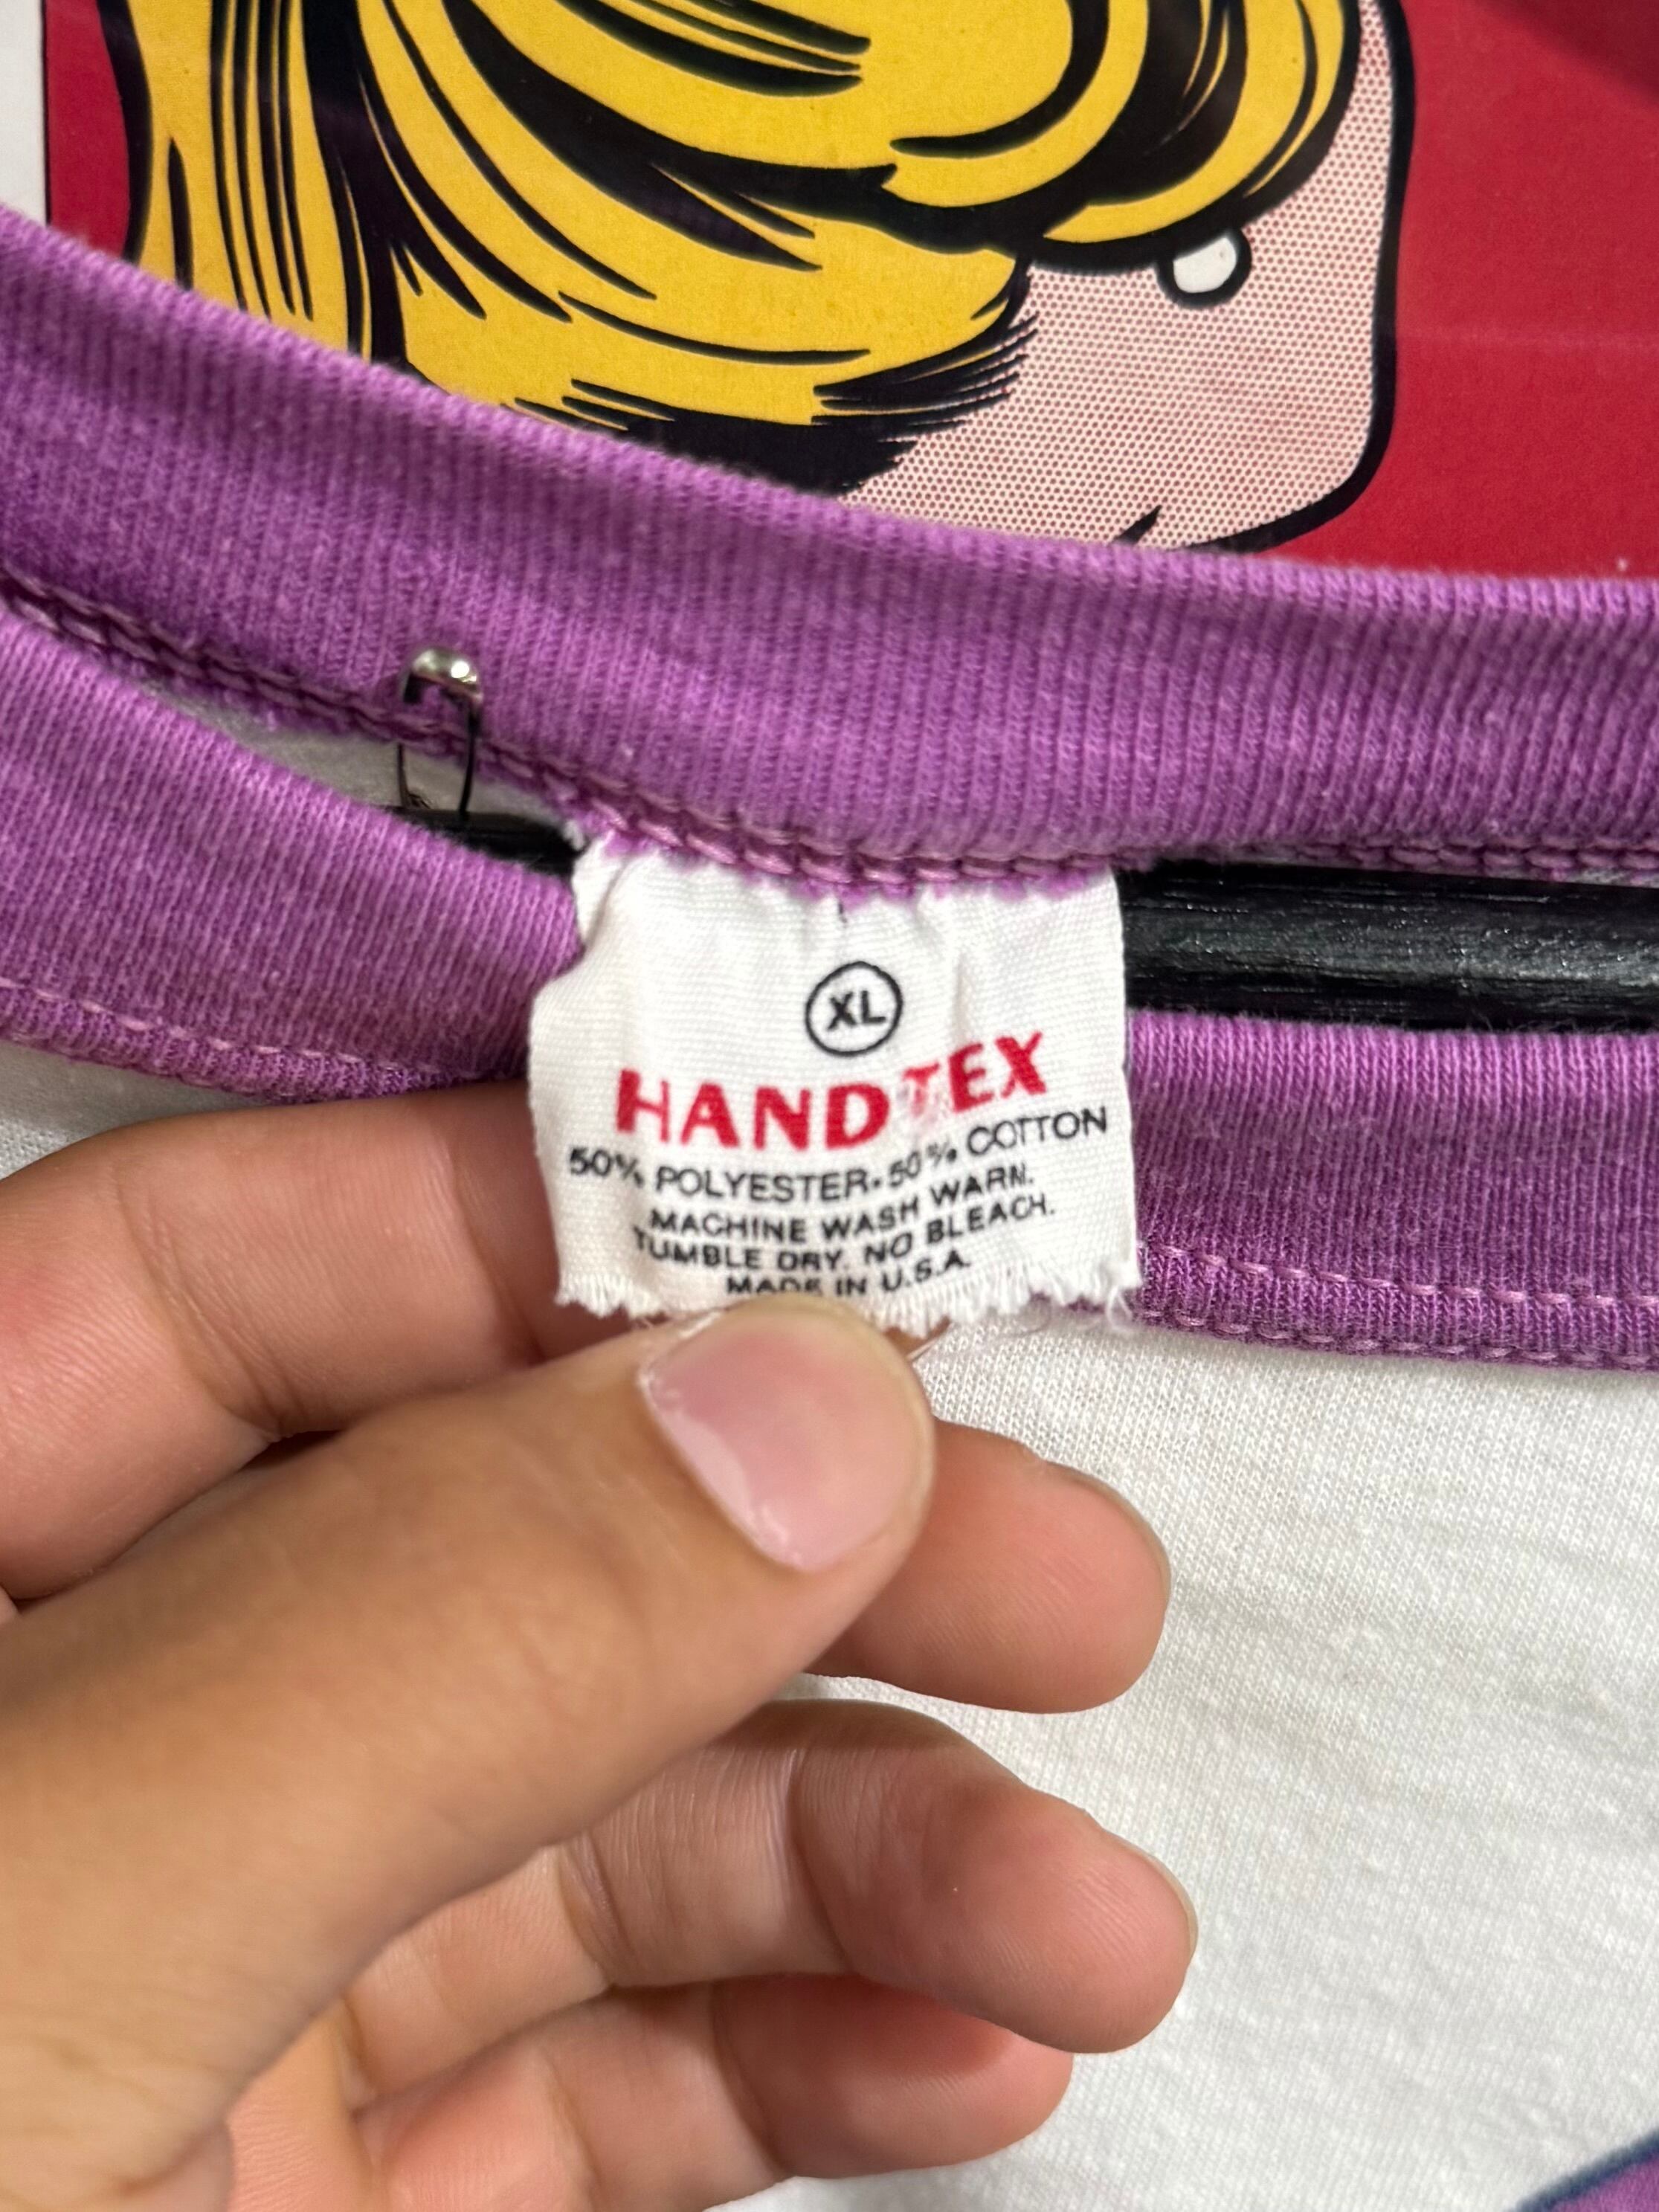 XL
HANDTEX
50% POLYESTER•50% COTTON
MACHINE WASH WARM.
TUMBLE DRY. NO BLEACH.
MADE IN U.S.A.